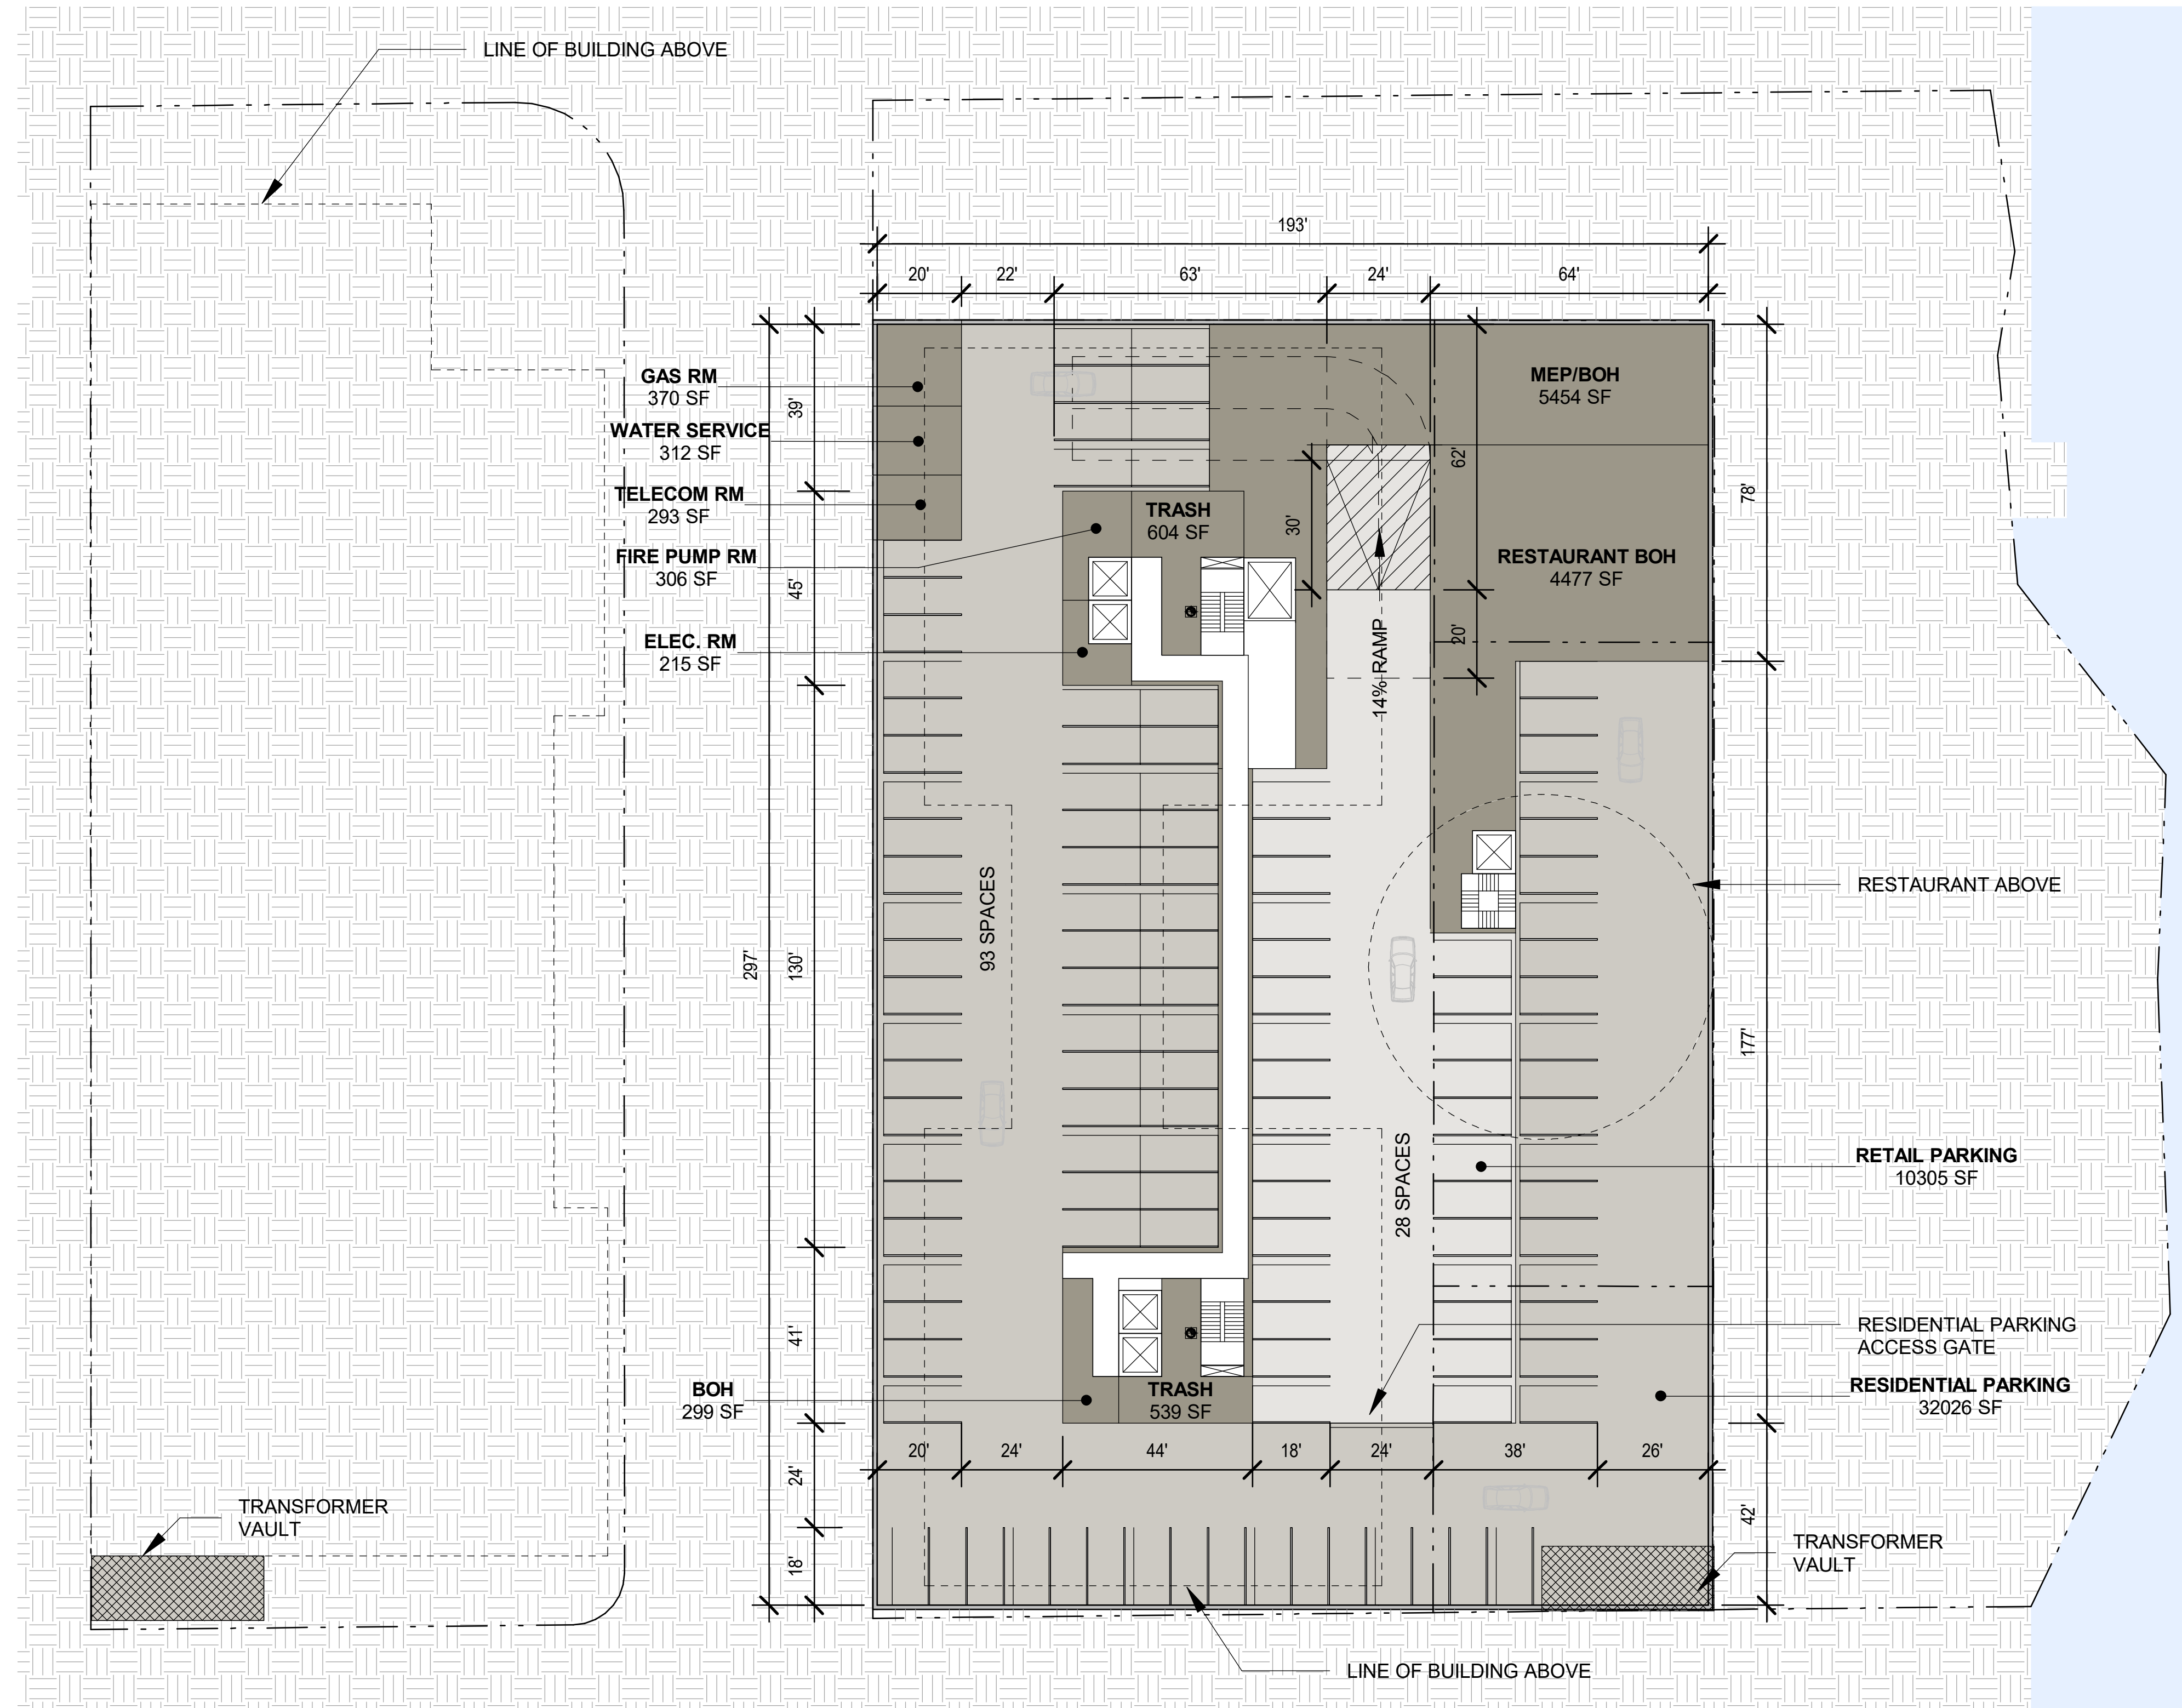 LINE OF BUILDING ABOVE
193'
20'
22'
63'
24'
64'
GAS RM
370 SF
WATER SERVICE
312 SF
TELECOM RM
293 SF
FIRE PUMP RM
306 SF
ELEC. RM
215 SF
39'
45'
297'
130'
41'
24'
18'
TRASH
604 SF
30'
62'
20'
14% RAMP
MEP/BOH
5454 SF
RESTAURANT BOH
4477 SF
78'
177'
42'
93 SPACES
28 SPACES
RESTAURANT ABOVE
RETAIL PARKING
10305 SF
RESIDENTIAL PARKING
ACCESS GATE
RESIDENTIAL PARKING
32026 SF
BOH
299 SF
TRASH
539 SF
20'
24'
44'
18'
24'
38'
26'
TRANSFORMER
VAULT
TRANSFORMER
VAULT
LINE OF BUILDING ABOVE